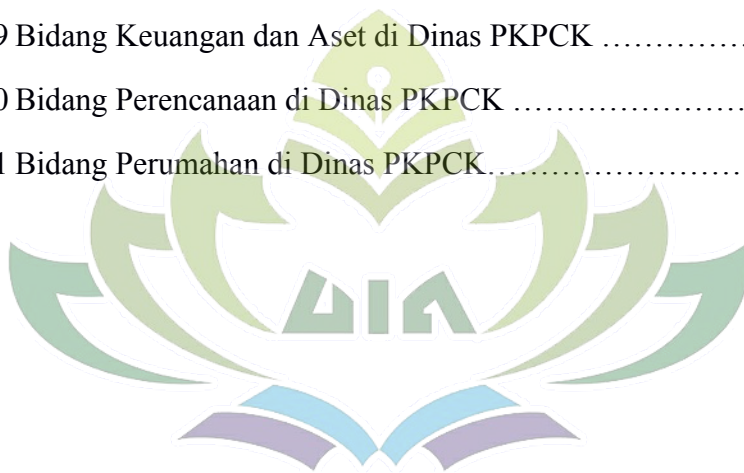 9 Bidang Keuangan dan Aset di Dinas PKPCK ……………
0 Bidang Perencanaan di Dinas PKPCK ……………………
1 Bidang Perumahan di Dinas PKPCK………………………
UIN